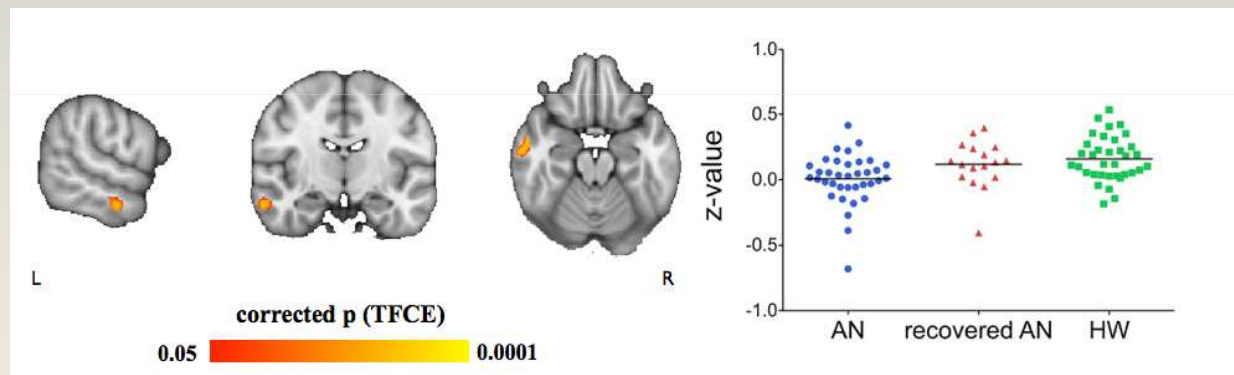 L
R
corrected p (TFCE)
0.05
0.0001
z-value
1.0
0.5
0.0
-0.5
-1.0
AN
recovered AN
HW